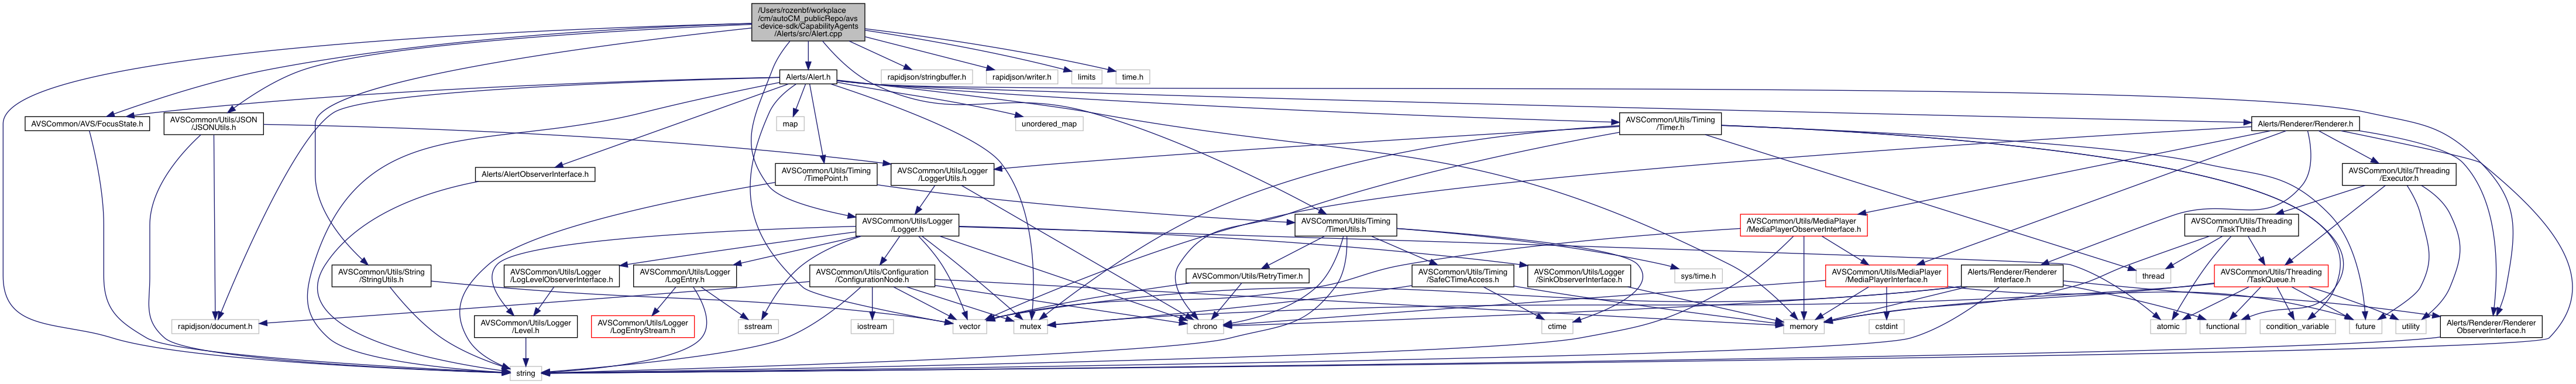 /Users/rozenbf/workplace
/cm/autoCM_publicRepo/avs
-device-sdk/CapabilityAgents
/Alerts/src/Alert.cpp
Alerts/Alert.h
rapidjson/stringbuffer.h
rapidjson/writer.h
limits
time.h
AVSCommon/AVS/FocusState.h
AVSCommon/Utils/JSON
/JSONUtils.h
map
unordered_map
AVSCommon/Utils/Timing
/Timer.h
Alerts/Renderer/Renderer.h
Alerts/AlertObserverInterface.h
AVSCommon/Utils/Timing
/TimePoint.h
AVSCommon/Utils/Logger
/LoggerUtils.h
AVSCommon/Utils/Threading
/Executor.h
AVSCommon/Utils/Logger
/Logger.h
AVSCommon/Utils/Timing
/TimeUtils.h
AVSCommon/Utils/MediaPlayer
/MediaPlayerObserverInterface.h
AVSCommon/Utils/Threading
/TaskThread.h
AVSCommon/Utils/String
/StringUtils.h
AVSCommon/Utils/Logger
/LogLevelObserverInterface.h
AVSCommon/Utils/Logger
/LogEntry.h
AVSCommon/Utils/Configuration
/ConfigurationNode.h
AVSCommon/Utils/RetryTimer.h
AVSCommon/Utils/Timing
/SafeCTimeAccess.h
AVSCommon/Utils/Logger
/SinkObserverInterface.h
sys/time.h
AVSCommon/Utils/MediaPlayer
/MediaPlayerInterface.h
Alerts/Renderer/Renderer
Interface.h
thread
AVSCommon/Utils/Threading
/TaskQueue.h
rapidjson/document.h
AVSCommon/Utils/Logger
/Level.h
AVSCommon/Utils/Logger
/LogEntryStream.h
sstream
iostream
vector
mutex
chrono
ctime
memory
cstdint
atomic
functional
condition_variable
future
utility
Alerts/Renderer/Renderer
ObserverInterface.h
string